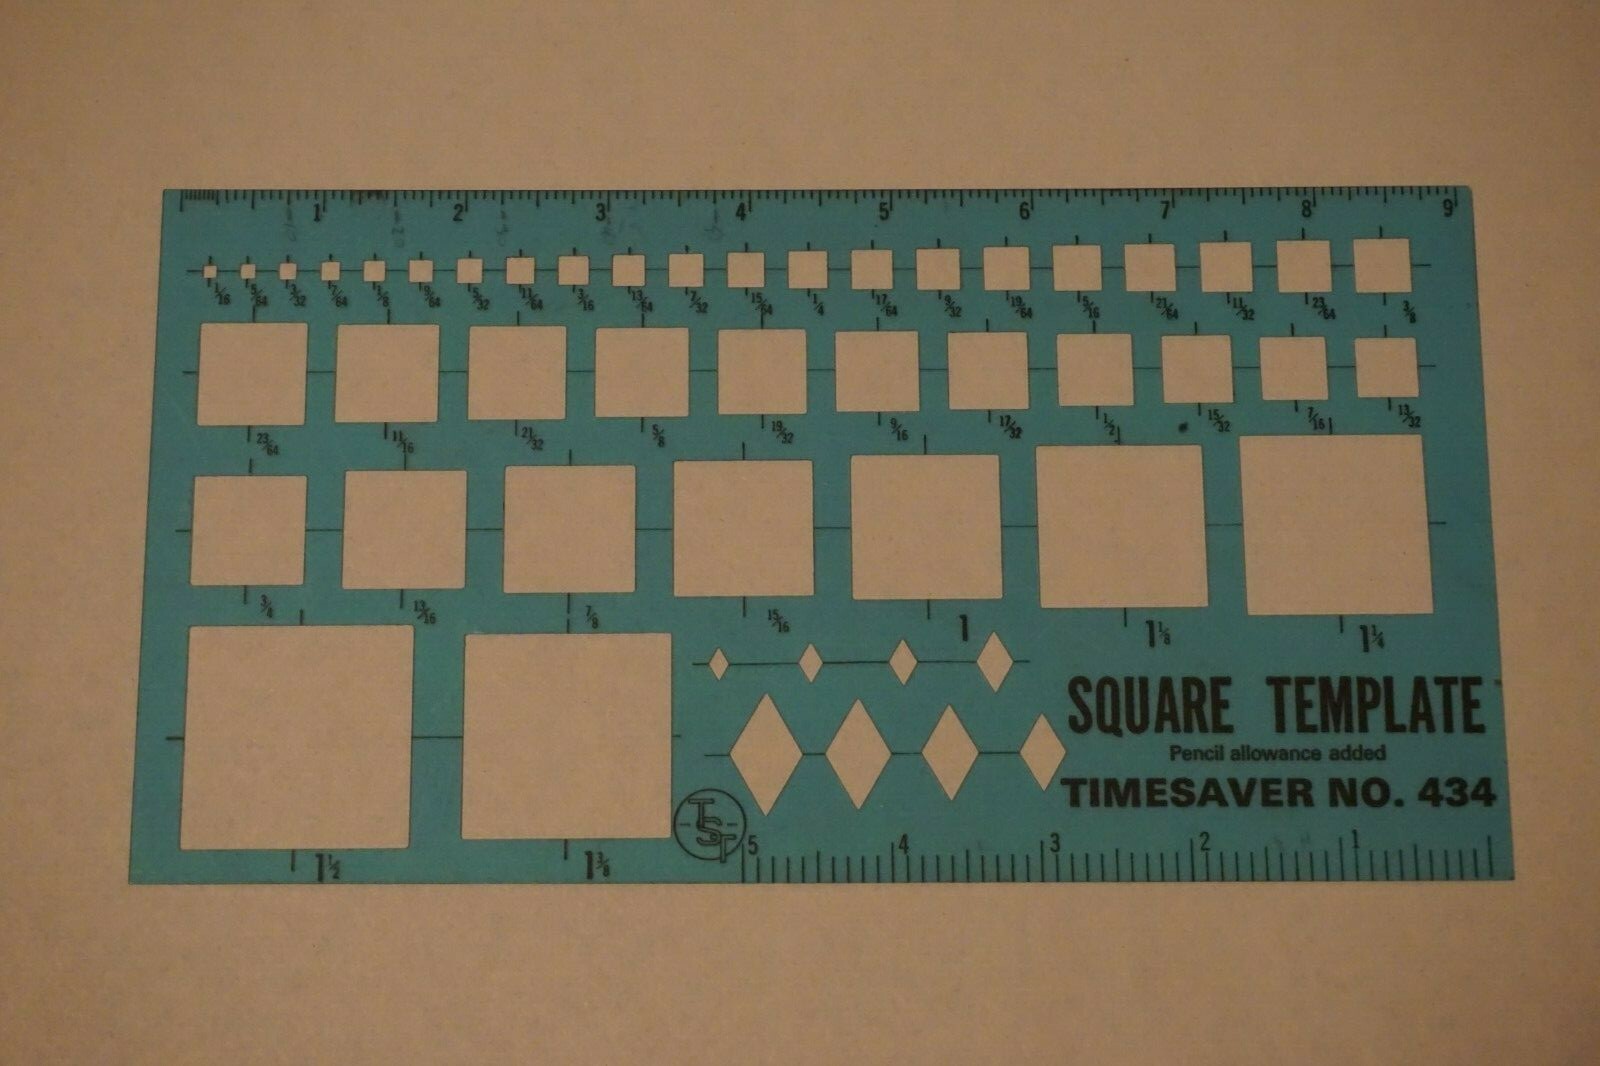 1 2 3 4 5 6 7 8 9
1/16 5/64 3/32 7/64 1/8 9/64 5/32 11/64 3/16 13/64 7/32 15/64 1/4 17/64 9/32 19/64 5/16 21/64 11/32 23/64 3/8
23/64 11/16 21/32 5/8 19/32 9/16 17/32 1/2 15/32 7/16 13/32
3/4 13/16 7/8 15/16 1 1 1/8 1 1/4
SQUARE TEMPLATE
Pencil allowance added
TIMESAVER NO. 434
TST
1 1/2 1 3/8
5 4 3 2 1